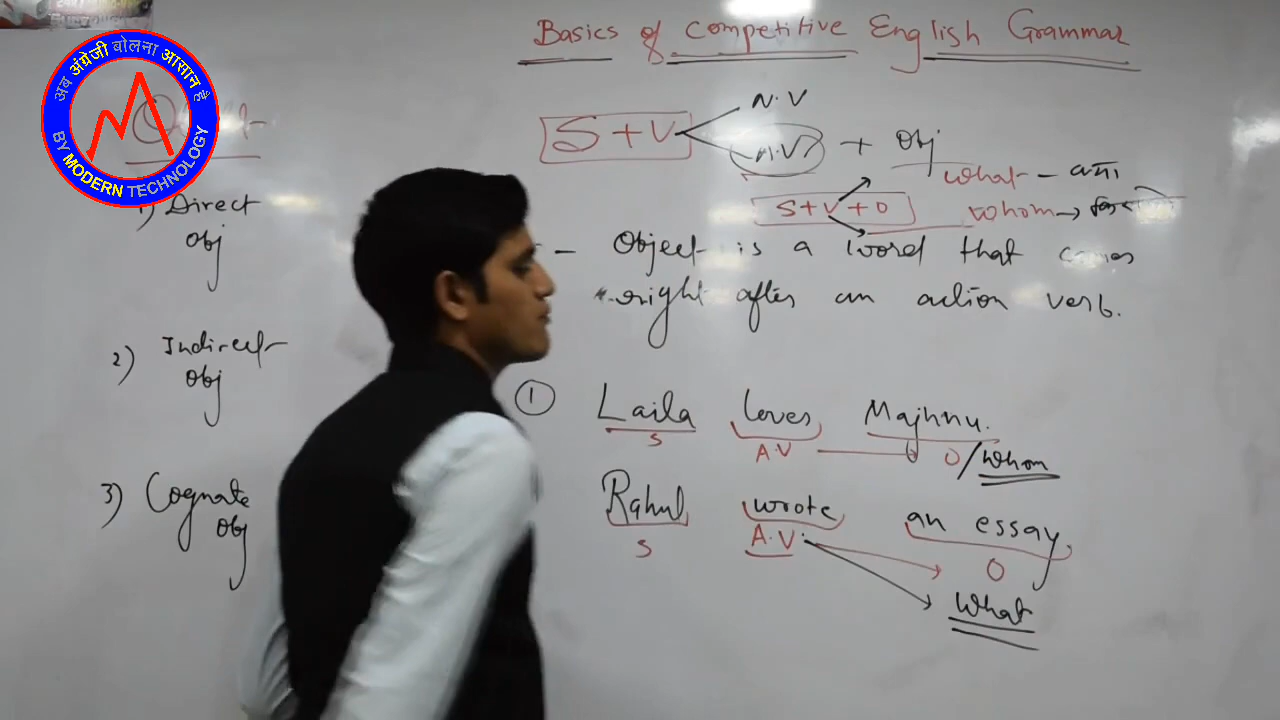 Basics of Competitive English Grammar
अब अंग्रेजी बोलना आसान है
BY MODERN TECHNOLOGY
S + V
N.V
A.V + Obj
What - क्या
S + V + O
Whom →
1) Direct
Obj
- Object is a word that comes
right after an action verb.
2) Indirect
Obj
1 Laila loves Majhnu.
S A.V O/Whom
3) Cognate
Obj
Rahul wrote an essay.
S A.V O
What